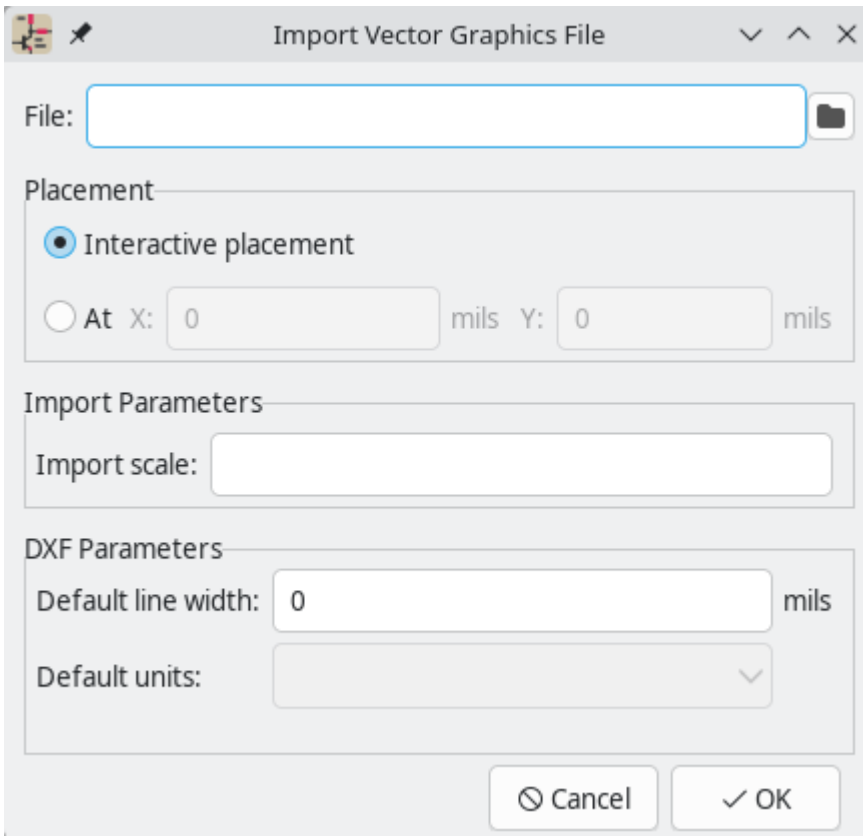 Import Vector Graphics File
File:
Placement
Interactive placement
At X: 0 mils Y: 0 mils
Import Parameters
Import scale:
DXF Parameters
Default line width: 0 mils
Default units:
Cancel OK